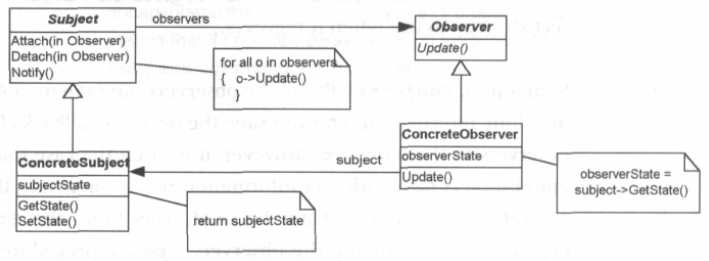 Subject
observers
Observer
Attach(in Observer)
Detach(in Observer)
Notify()
Update()
for all o in observers
{ o->Update()
}
ConcreteSubject
subjectState
GetState()
SetState()
return subjectState
subject
ConcreteObserver
observerState
Update()
observerState =
subject->GetState()